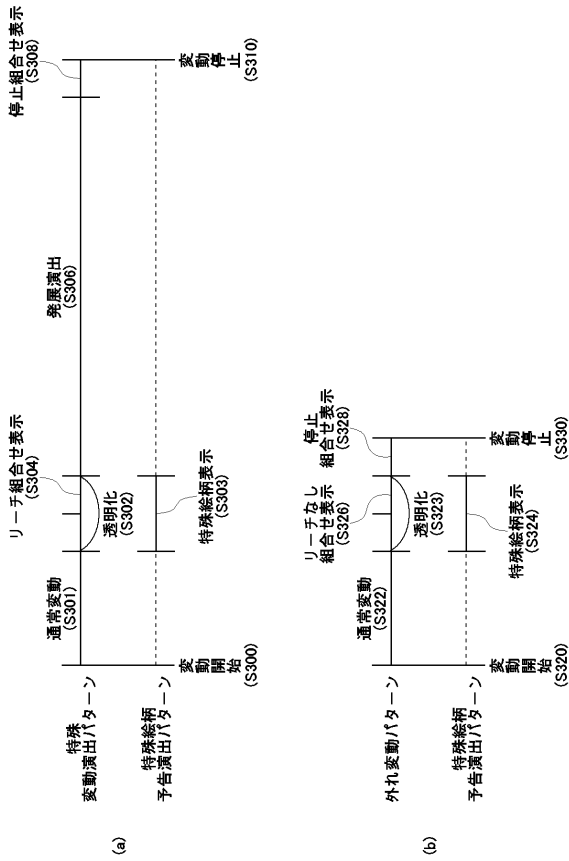 (a)
特殊
変動演出パターン
特殊絵柄
予告演出パターン
変動開始
(S300)
通常変動
(S301)
リーチ組合せ表示
(S304)
透明化
(S302)
特殊絵柄表示
(S303)
発展演出
(S306)
停止組合せ表示
(S308)
変動停止
(S310)
(b)
外れ変動パターン
特殊絵柄
予告演出パターン
変動開始
(S320)
通常変動
(S322)
リーチなし
組合せ表示
(S326)
透明化
(S323)
特殊絵柄表示
(S324)
停止
組合せ表示
(S328)
変動停止
(S330)